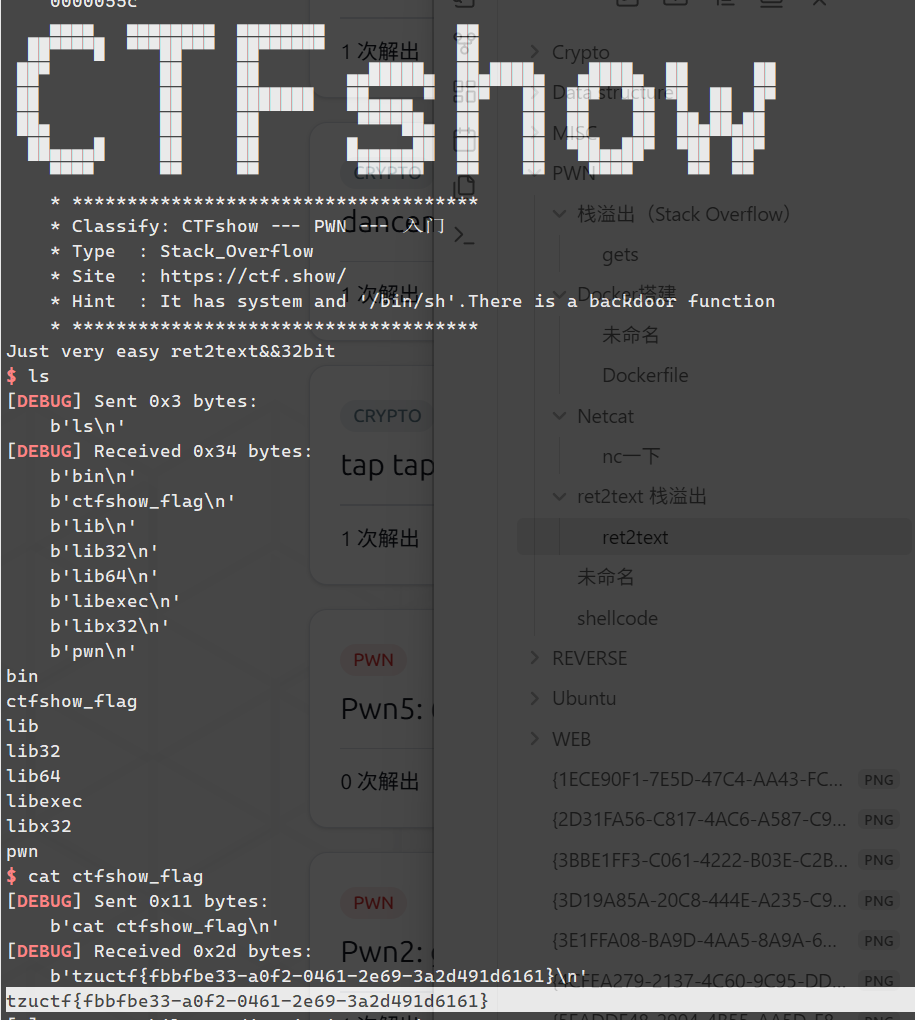 0000055c
CTFshow
* *************************************
* Classify: CTFshow --- PWN --- 入门
* Type  : Stack_Overflow
* Site  : https://ctf.show/
* Hint  : It has system and '/bin/sh'.There is a backdoor function
* *************************************
Just very easy ret2text&&32bit
$ ls
[DEBUG] Sent 0x3 bytes:
b'ls\n'
[DEBUG] Received 0x34 bytes:
b'bin\n'
b'ctfshow_flag\n'
b'lib\n'
b'lib32\n'
b'lib64\n'
b'libexec\n'
b'libx32\n'
b'pwn\n'
bin
ctfshow_flag
lib
lib32
lib64
libexec
libx32
pwn
$ cat ctfshow_flag
[DEBUG] Sent 0x11 bytes:
b'cat ctfshow_flag\n'
[DEBUG] Received 0x2d bytes:
b'tzuctf{fbbfbe33-a0f2-0461-2e69-3a2d491d6161}\n'
tzuctf{fbbfbe33-a0f2-0461-2e69-3a2d491d6161}
1 次解出
CRYPTO
1 次解出
CRYPTO
tap tap
1 次解出
PWN
Pwn5:
0 次解出
PWN
Pwn2:
Crypto
Data structure
MISC
PWN
栈溢出（Stack Overflow）
gets
Docker搭建
未命名
Dockerfile
Netcat
nc一下
ret2text 栈溢出
ret2text
未命名
shellcode
REVERSE
Ubuntu
WEB
{1ECE90F1-7E5D-47C4-AA43-FC... PNG
{2D31FA56-C817-4AC6-A587-C9... PNG
{3BBE1FF3-C061-4222-B03E-C2B... PNG
{3D19A85A-20C8-444E-A235-C9... PNG
{3E1FFA08-BA9D-4AA5-8A9A-6... PNG
PNG
PNG